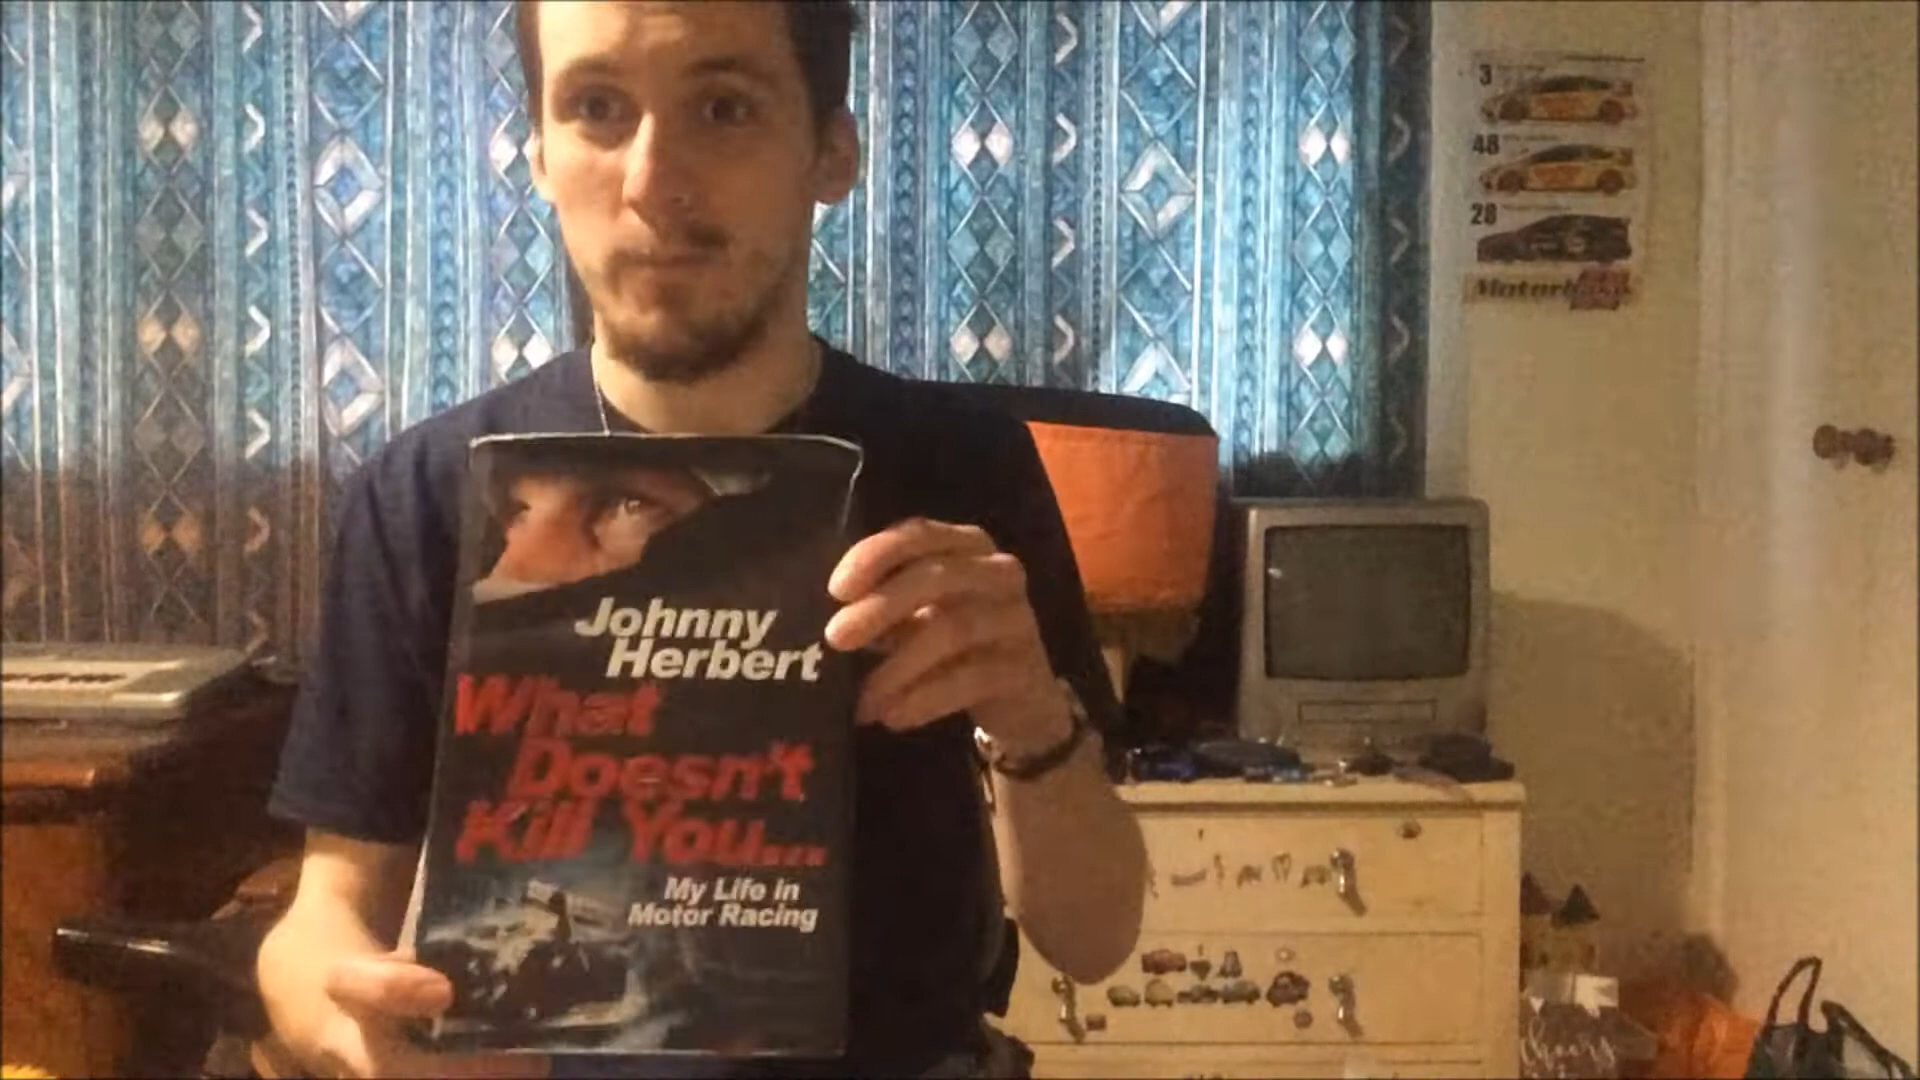 3
48
28
Johnny
Herbert
What
Doesn't
Kill You...
My Life in
Motor Racing